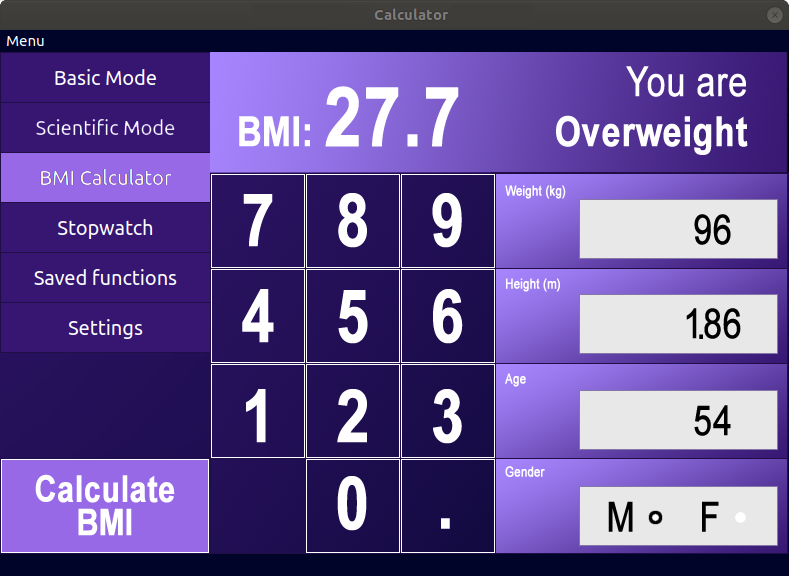 Calculator
Menu
Basic Mode
Scientific Mode
BMI Calculator
Stopwatch
Saved functions
Settings
Calculate
BMI
BMI: 27.7
You are
Overweight
7 8 9
4 5 6
1 2 3
0 .
Weight (kg)
96
Height (m)
1.86
Age
54
Gender
M F